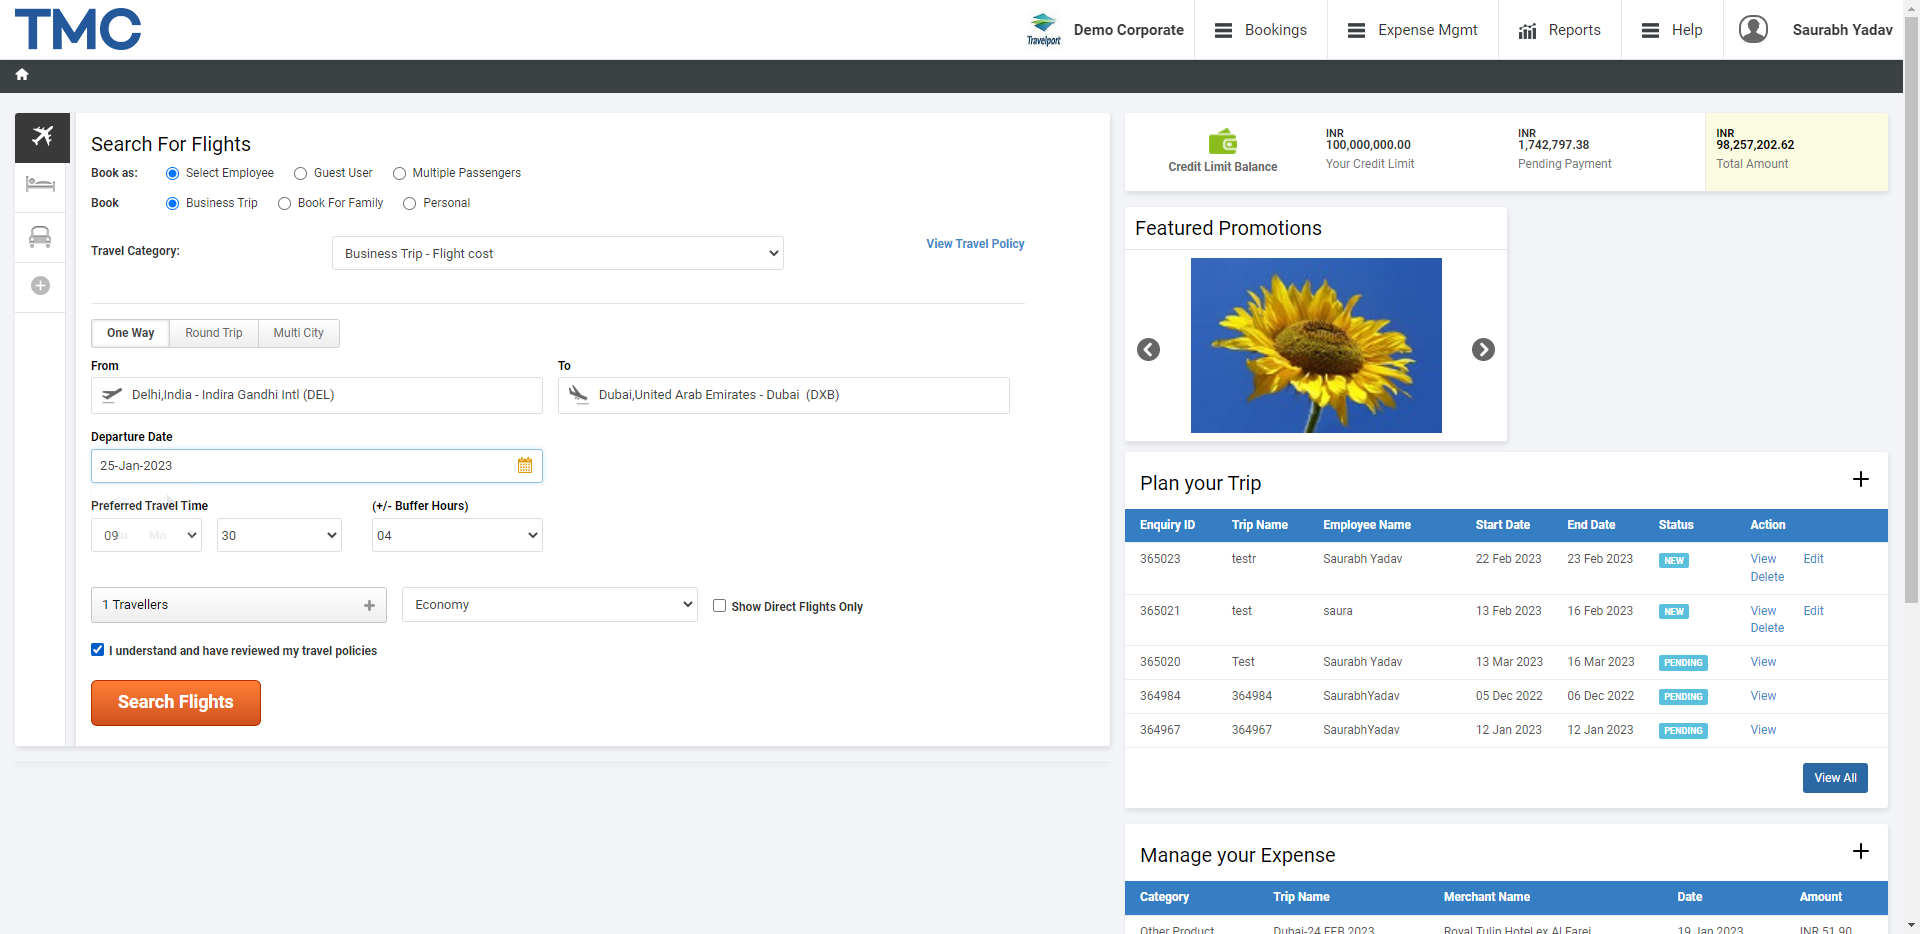 TMC
Travelport
Demo Corporate
Bookings
Expense Mgmt
Reports
Help
Saurabh Yadav
Search For Flights
Book as: Select Employee Guest User Multiple Passengers
Book Business Trip Book For Family Personal
Travel Category: Business Trip - Flight cost View Travel Policy
One Way Round Trip Multi City
From To
Delhi,India - Indira Gandhi Intl (DEL) Dubai,United Arab Emirates - Dubai (DXB)
Departure Date
25-Jan-2023
Preferred Travel Time (+/- Buffer Hours)
09 Mo 30 04
1 Travellers Economy Show Direct Flights Only
I understand and have reviewed my travel policies
Search Flights
Credit Limit Balance
INR
100,000,000.00
Your Credit Limit
INR
1,742,797.38
Pending Payment
INR
98,257,202.62
Total Amount
Featured Promotions
Plan your Trip
Enquiry ID Trip Name Employee Name Start Date End Date Status Action
365023 testr Saurabh Yadav 22 Feb 2023 23 Feb 2023 NEW View Edit
Delete
365021 test saura 13 Feb 2023 16 Feb 2023 NEW View Edit
Delete
365020 Test Saurabh Yadav 13 Mar 2023 16 Mar 2023 PENDING View
364984 364984 SaurabhYadav 05 Dec 2022 06 Dec 2022 PENDING View
364967 364967 SaurabhYadav 12 Jan 2023 12 Jan 2023 PENDING View
View All
Manage your Expense
Category Trip Name Merchant Name Date Amount
Other Product Dubai-24 FEB 2023 Royal Tulip Hotel ex Al Farej 19 Jan 2023 INR 51.90